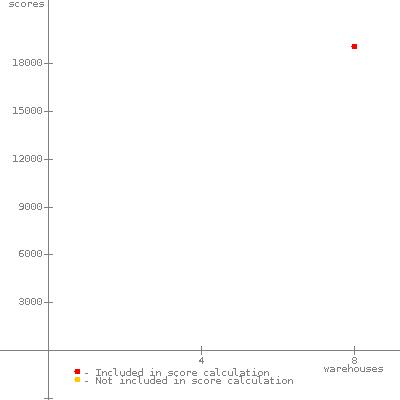 scores
18000
15000
12000
9000
6000
3000
4
8
warehouses
- Included in score calculation
- Not included in score calculation